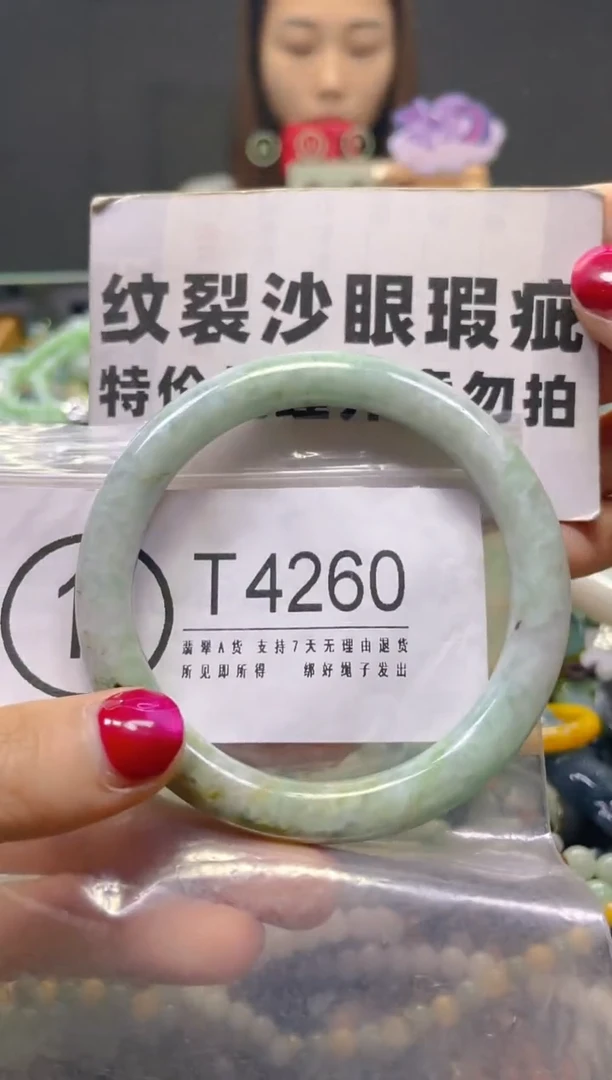 纹裂沙眼瑕疵
特价 勿拍
T4260
翡翠A货 支持7天无理由退货
所见即所得 绑好绳子发出